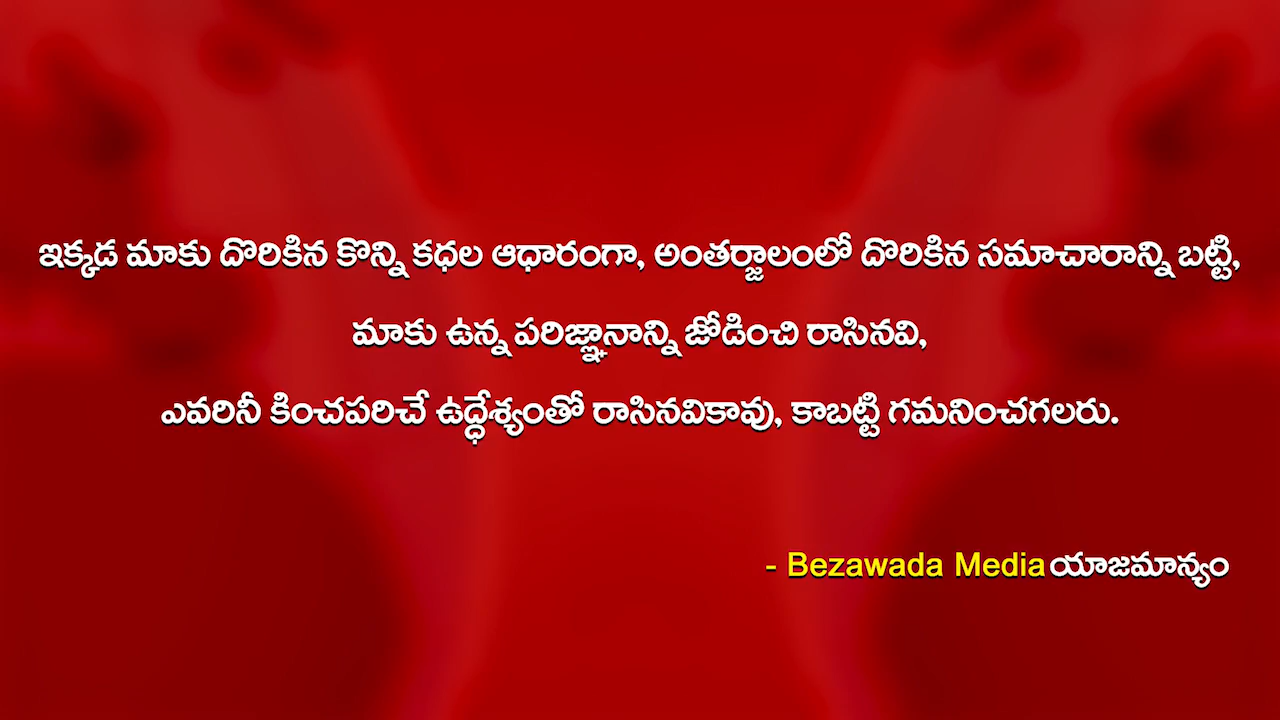 ఇక్కడ మాకు దొరికిన కొన్ని కధల ఆధారంగా, అంతర్జాలంలో దొరికిన సమాచారాన్ని బట్టి,
మాకు ఉన్న పరిజ్ఞానాన్ని జోడించి రాసినవి,
ఎవరినీ కించపరిచే ఉద్ధేశ్యంతో రాసినవికావు, కాబట్టి గమనించగలరు.
- Bezawada Media యాజమాన్యం